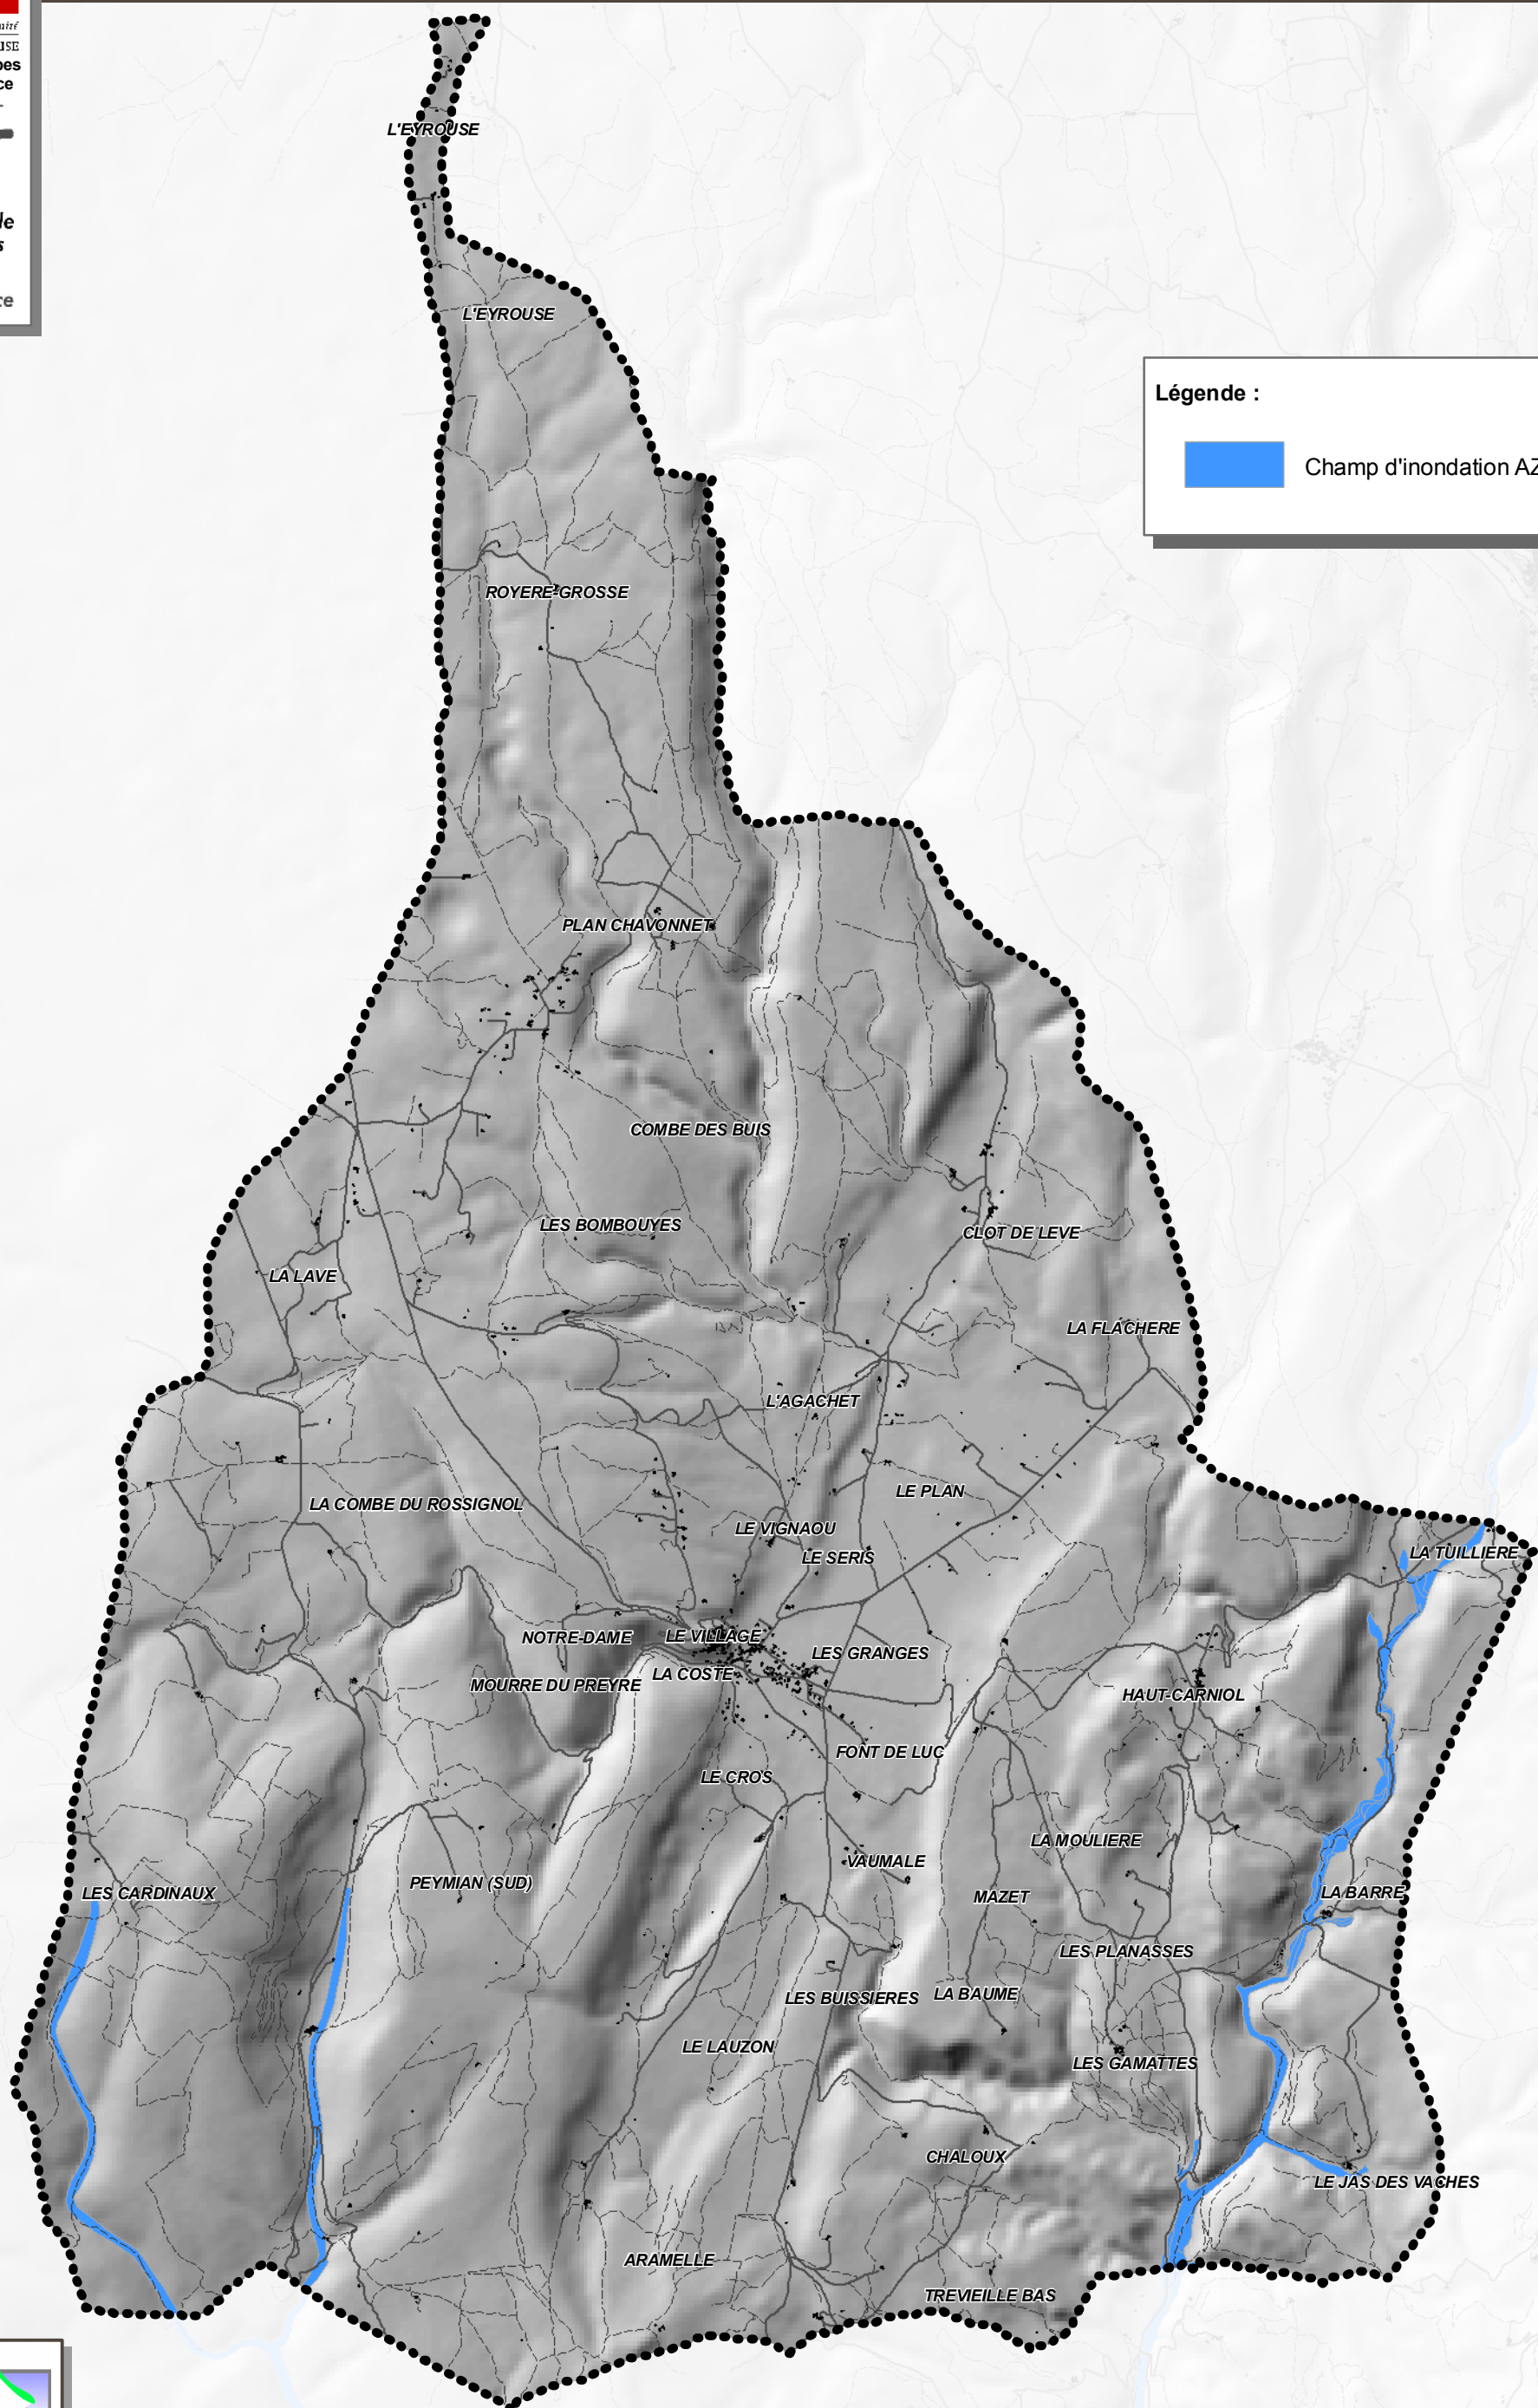 L'EYROUSE
L'EYROUSE
Légende :
Champ d'inondation AZ
ROYERE-GROSSE
PLAN CHAVONNET
COMBE DES BUIS
LES BOMBOUYES
CLOT DE LEVE
LA LAVE
LA FLACHERE
L'AGACHET
LE PLAN
LA COMBE DU ROSSIGNOL
LE VIGNAOU
LE SERIS
LA TUILLIERE
NOTRE-DAME
LE VILLAGE
LES GRANGES
LA COSTE
MOURRE DU PREYRE
HAUT-CARNIOL
FONT DE LUC
LE CROS
LA MOULIERE
VAUMALE
PEYMIAN (SUD)
LES CARDINAUX
LA BARRE
MAZET
LES PLANASSES
LA BAUME
LES BUISSIERES
LE LAUZON
LES GAMATTES
CHALOUX
LE JAS DES VACHES
ARAMELLE
TREVIEILLE BAS